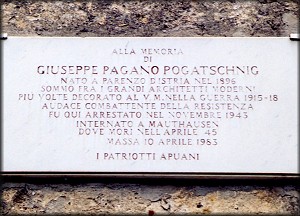 ALLA MEMORIA
DI
GIUSEPPE PAGANO POGATSCHNIG
NATO A PARENZO D'ISTRIA NEL 1896
SOMMO FRA I GRANDI ARCHITETTI MODERNI
PIU VOLTE DECORATO AL V.M. NELLA GUERRA 1915-18
AUDACE COMBATTENTE DELLA RESISTENZA
FU QUI ARRESTATO NEL NOVEMBRE 1943
INTERNATO A MAUTHAUSEN
DOVE MORI NELL APRILE 45
MASSA 10 APRILE 1983
I PATRIOTTI APUANI